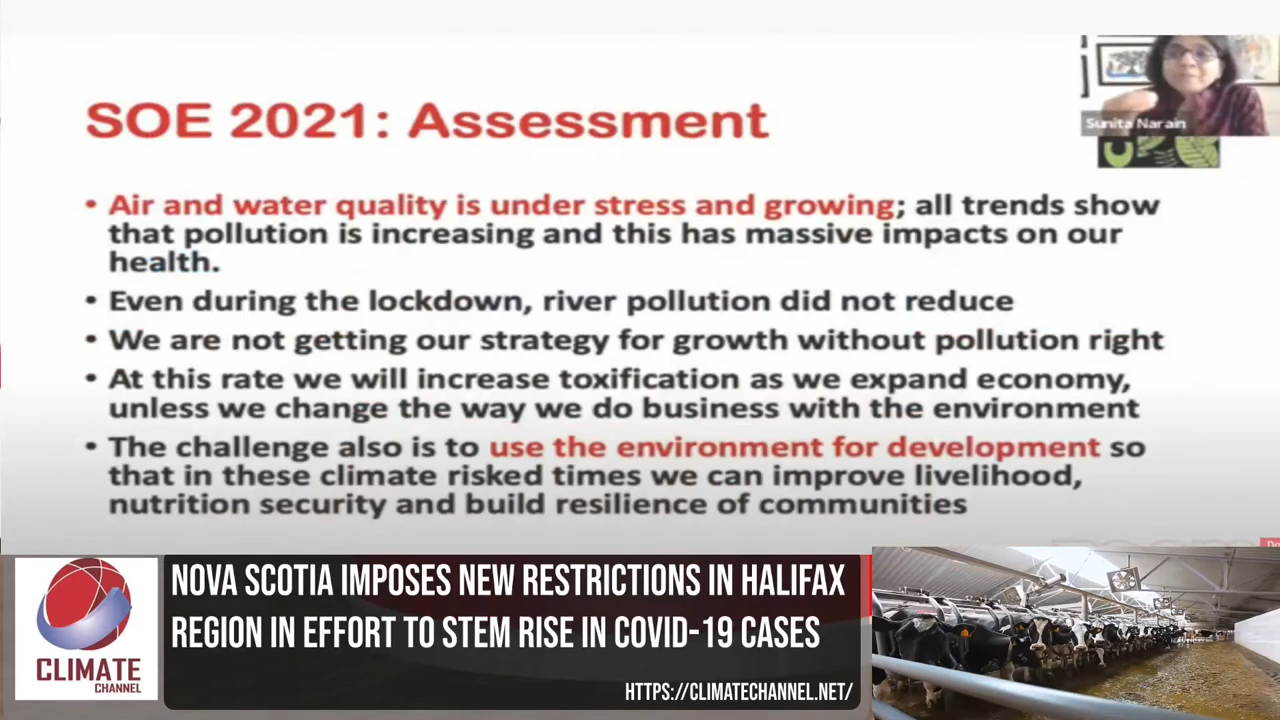 SOE 2021: Assessment
Sunita Narain
• Air and water quality is under stress and growing; all trends show
that pollution is increasing and this has massive impacts on our
health.
• Even during the lockdown, river pollution did not reduce
• We are not getting our strategy for growth without pollution right
• At this rate we will increase toxification as we expand economy,
unless we change the way we do business with the environment
• The challenge also is to use the environment for development so
that in these climate risked times we can improve livelihood,
nutrition security and build resilience of communities
CLIMATE
CHANNEL
NOVA SCOTIA IMPOSES NEW RESTRICTIONS IN HALIFAX
REGION IN EFFORT TO STEM RISE IN COVID-19 CASES
HTTPS://CLIMATECHANNEL.NET/